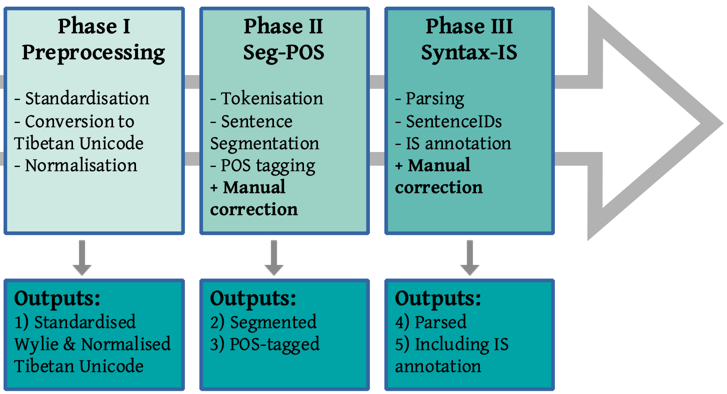 Phase I
Preprocessing
- Standardisation
- Conversion to
Tibetan Unicode
- Normalisation
Phase II
Seg-POS
- Tokenisation
- Sentence
Segmentation
- POS tagging
+ Manual
correction
Phase III
Syntax-IS
- Parsing
- SentenceIDs
- IS annotation
+ Manual
correction
Outputs:
1) Standardised
Wylie & Normalised
Tibetan Unicode
Outputs:
2) Segmented
3) POS-tagged
Outputs:
4) Parsed
5) Including IS
annotation